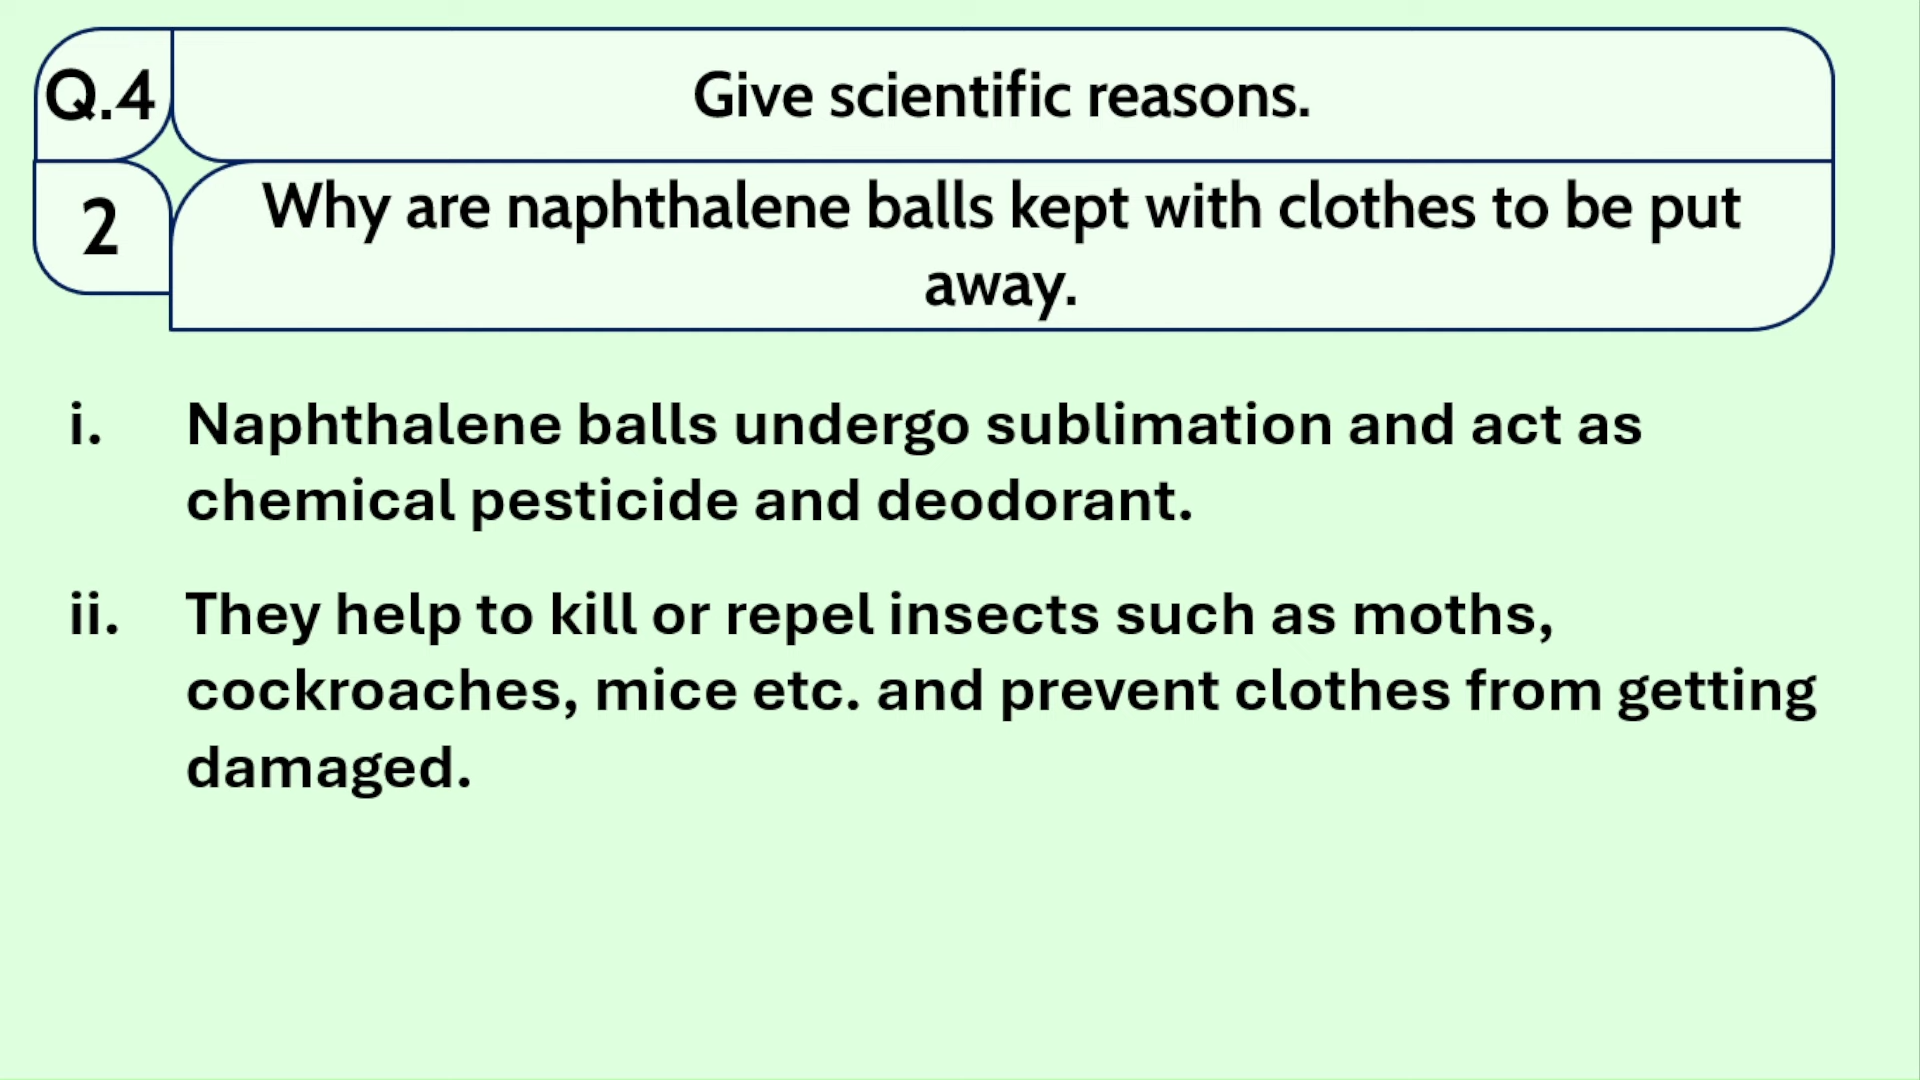 Q.4 Give scientific reasons.
2 Why are naphthalene balls kept with clothes to be put
away.
i. Naphthalene balls undergo sublimation and act as
chemical pesticide and deodorant.
ii. They help to kill or repel insects such as moths,
cockroaches, mice etc. and prevent clothes from getting
damaged.